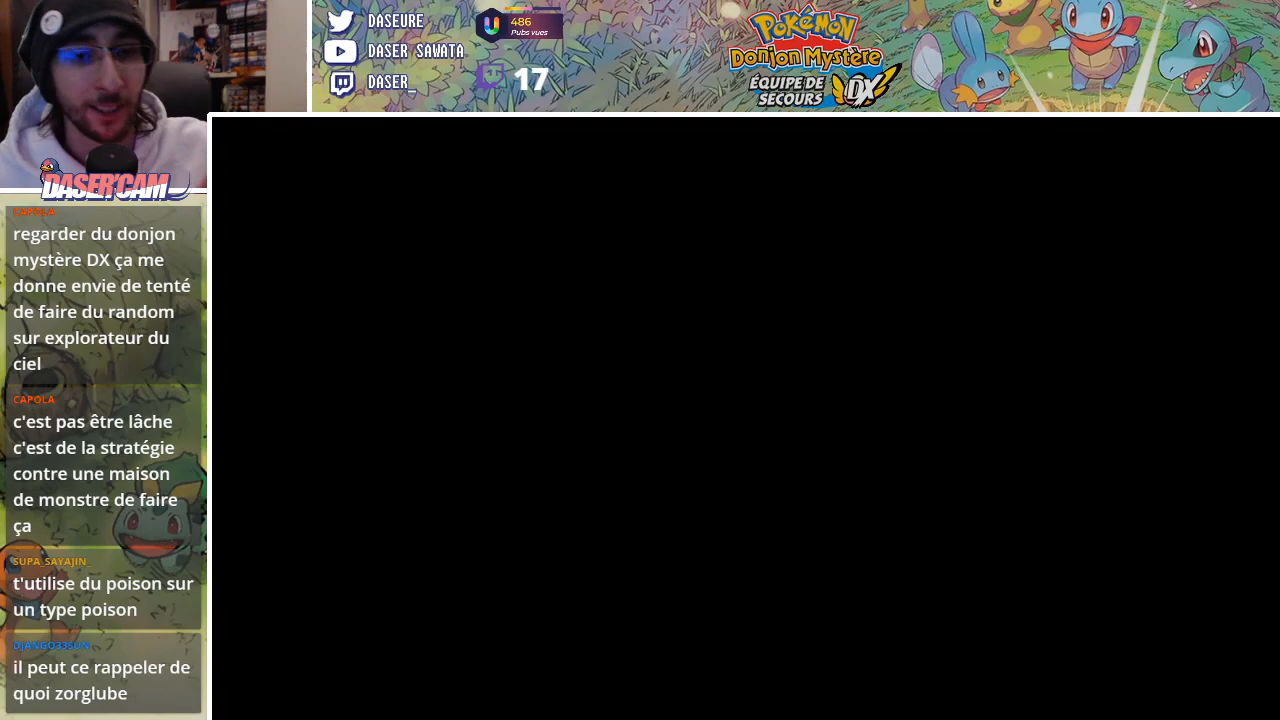 DASEURE
DASER SAWATA
DASER_
486
Pubs vues
17
POKÉMON
Donjon Mystère
ÉQUIPE DE
SECOURS DX
DASER'CAM
CAPOLA
regarder du donjon
mystère DX ça me
donne envie de tenté
de faire du random
sur explorateur du
ciel
CAPOLA
c'est pas être lâche
c'est de la stratégie
contre une maison
de monstre de faire
ça
SUPA_SAYAJIN_
t'utilise du poison sur
un type poison
DJANGO33SUN
il peut ce rappeler de
quoi zorglube